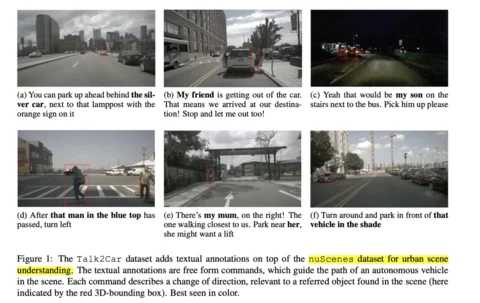 (a) You can park up ahead behind the sil-
ver car, next to that lamppost with the
orange sign on it
(b) My friend is getting out of the car.
That means we arrived at our destina-
tion! Stop and let me out too!
(c) Yeah that would be my son on the
stairs next to the bus. Pick him up please
(d) After that man in the blue top has
passed, turn left
(e) There's my mum, on the right! The
one walking closest to us. Park near her,
she might want a lift
(f) Turn around and park in front of that
vehicle in the shade
Figure 1: The Talk2Car dataset adds textual annotations on top of the nuScenes dataset for urban scene
understanding. The textual annotations are free form commands, which guide the path of an autonomous vehicle
in the scene. Each command describes a change of direction, relevant to a referred object found in the scene (here
indicated by the red 3D-bounding box). Best seen in color.